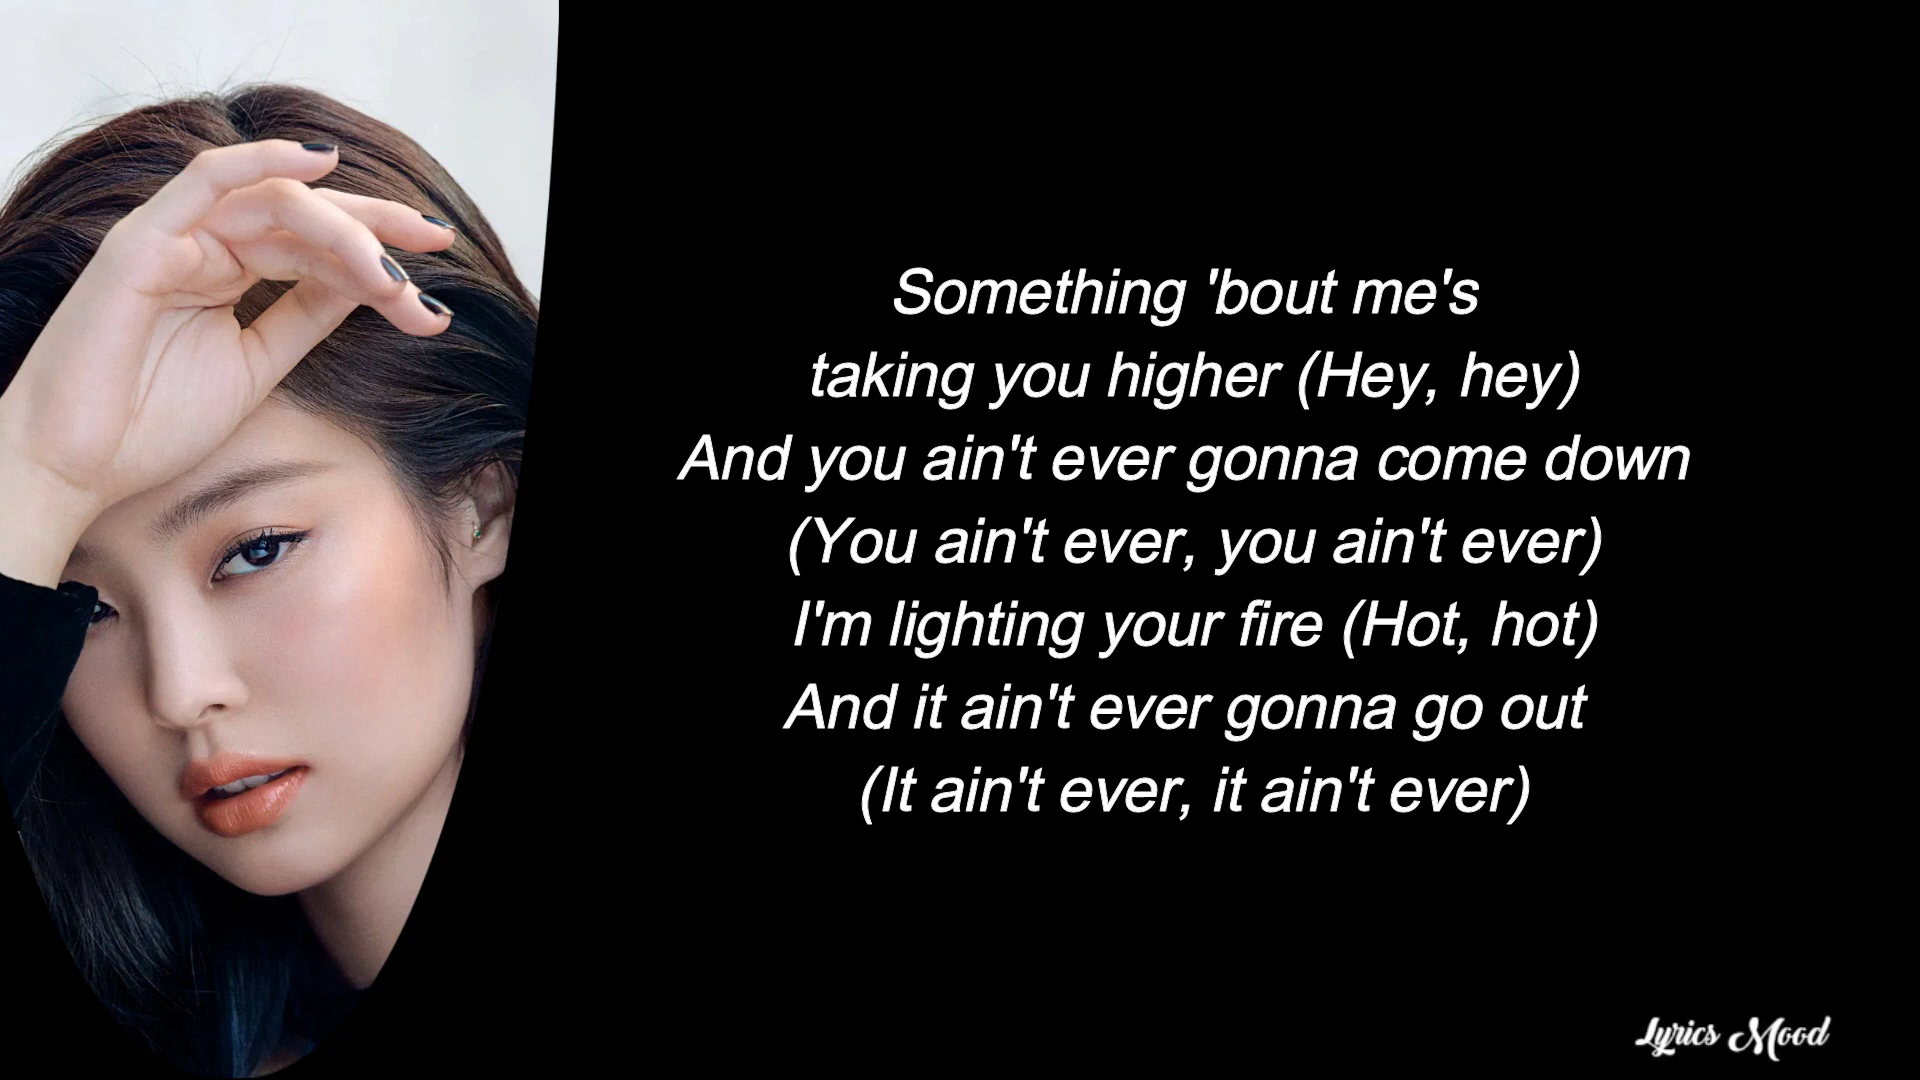 Something 'bout me's
taking you higher (Hey, hey)
And you ain't ever gonna come down
(You ain't ever, you ain't ever)
I'm lighting your fire (Hot, hot)
And it ain't ever gonna go out
(It ain't ever, it ain't ever)
Lyrics Mood